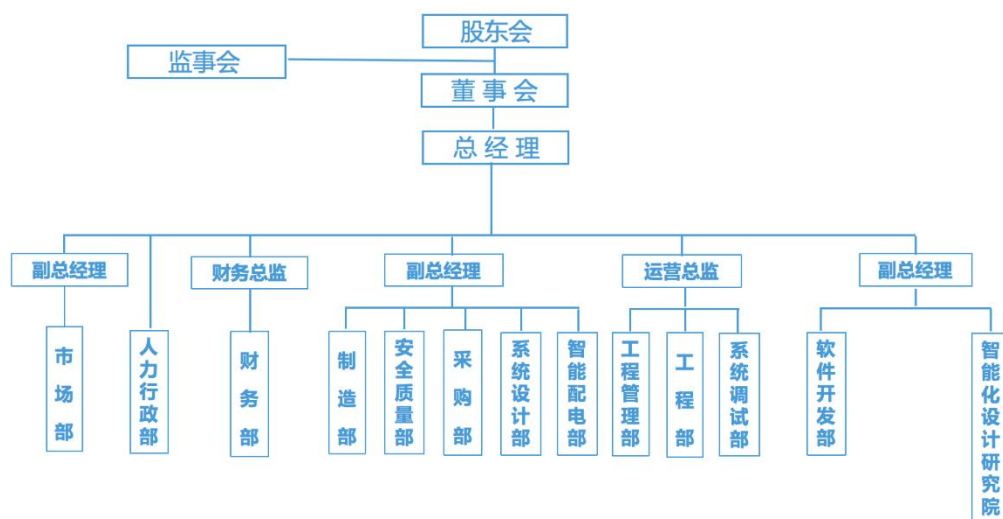 股东会
监事会
董事会
总经理
副总经理
财务总监
副总经理
运营总监
副总经理
市场部
人力行政部
财务部
制造部
安全质量部
采购部
系统设计部
智能配电部
工程管理部
工程部
系统调试部
软件开发部
智能化设计研究院